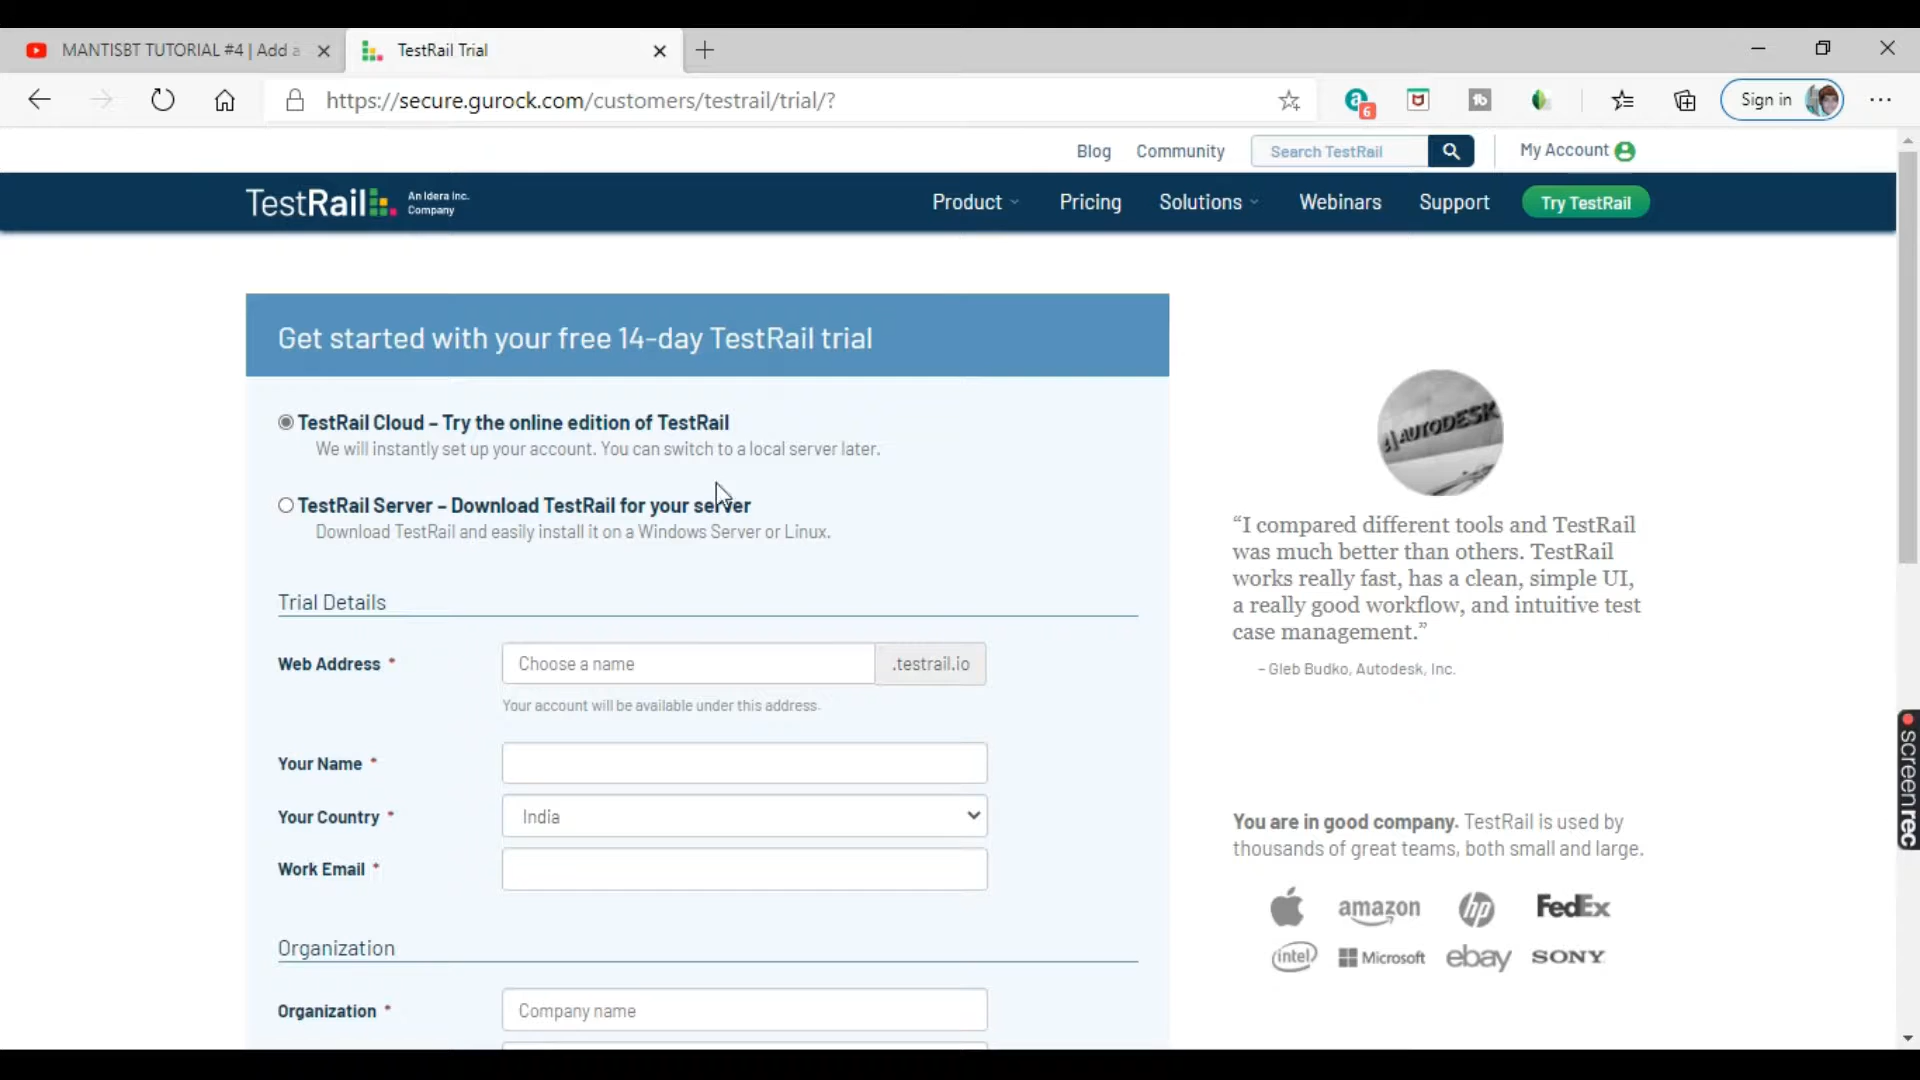 MANTISBT TUTORIAL #4 | Add a
TestRail Trial
https://secure.gurock.com/customers/testrail/trial/?
6
Sign in
Blog
Community
Search TestRail
My Account
TestRail
An Idera Inc.
Company
Product
Pricing
Solutions
Webinars
Support
Try TestRail
Get started with your free 14-day TestRail trial
TestRail Cloud – Try the online edition of TestRail
We will instantly set up your account. You can switch to a local server later.
TestRail Server – Download TestRail for your server
Download TestRail and easily install it on a Windows Server or Linux.
Trial Details
Web Address *
Choose a name
.testrail.io
Your account will be available under this address.
Your Name *
Your Country *
India
Work Email *
Organization
Organization *
Company name
AUTODESK
“I compared different tools and TestRail
was much better than others. TestRail
works really fast, has a clean, simple UI,
a really good workflow, and intuitive test
case management.”
– Gleb Budko, Autodesk, Inc.
You are in good company. TestRail is used by
thousands of great teams, both small and large.
amazon
hp
FedEx
intel
Microsoft
ebay
SONY
screenrec